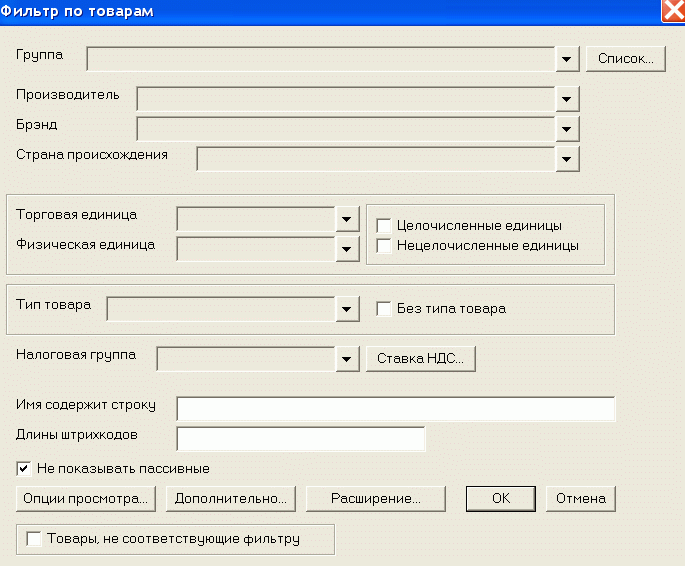 Фильтр по товарам
Группа
Список...
Производитель
Брэнд
Страна происхождения
Торговая единица
Целочисленные единицы
Физическая единица
Нецелочисленные единицы
Тип товара
Без типа товара
Налоговая группа
Ставка НДС...
Имя содержит строку
Длины штрихкодов
Не показывать пассивные
Опции просмотра...
Дополнительно...
Расширение...
ОК
Отмена
Товары, не соответствующие фильтру